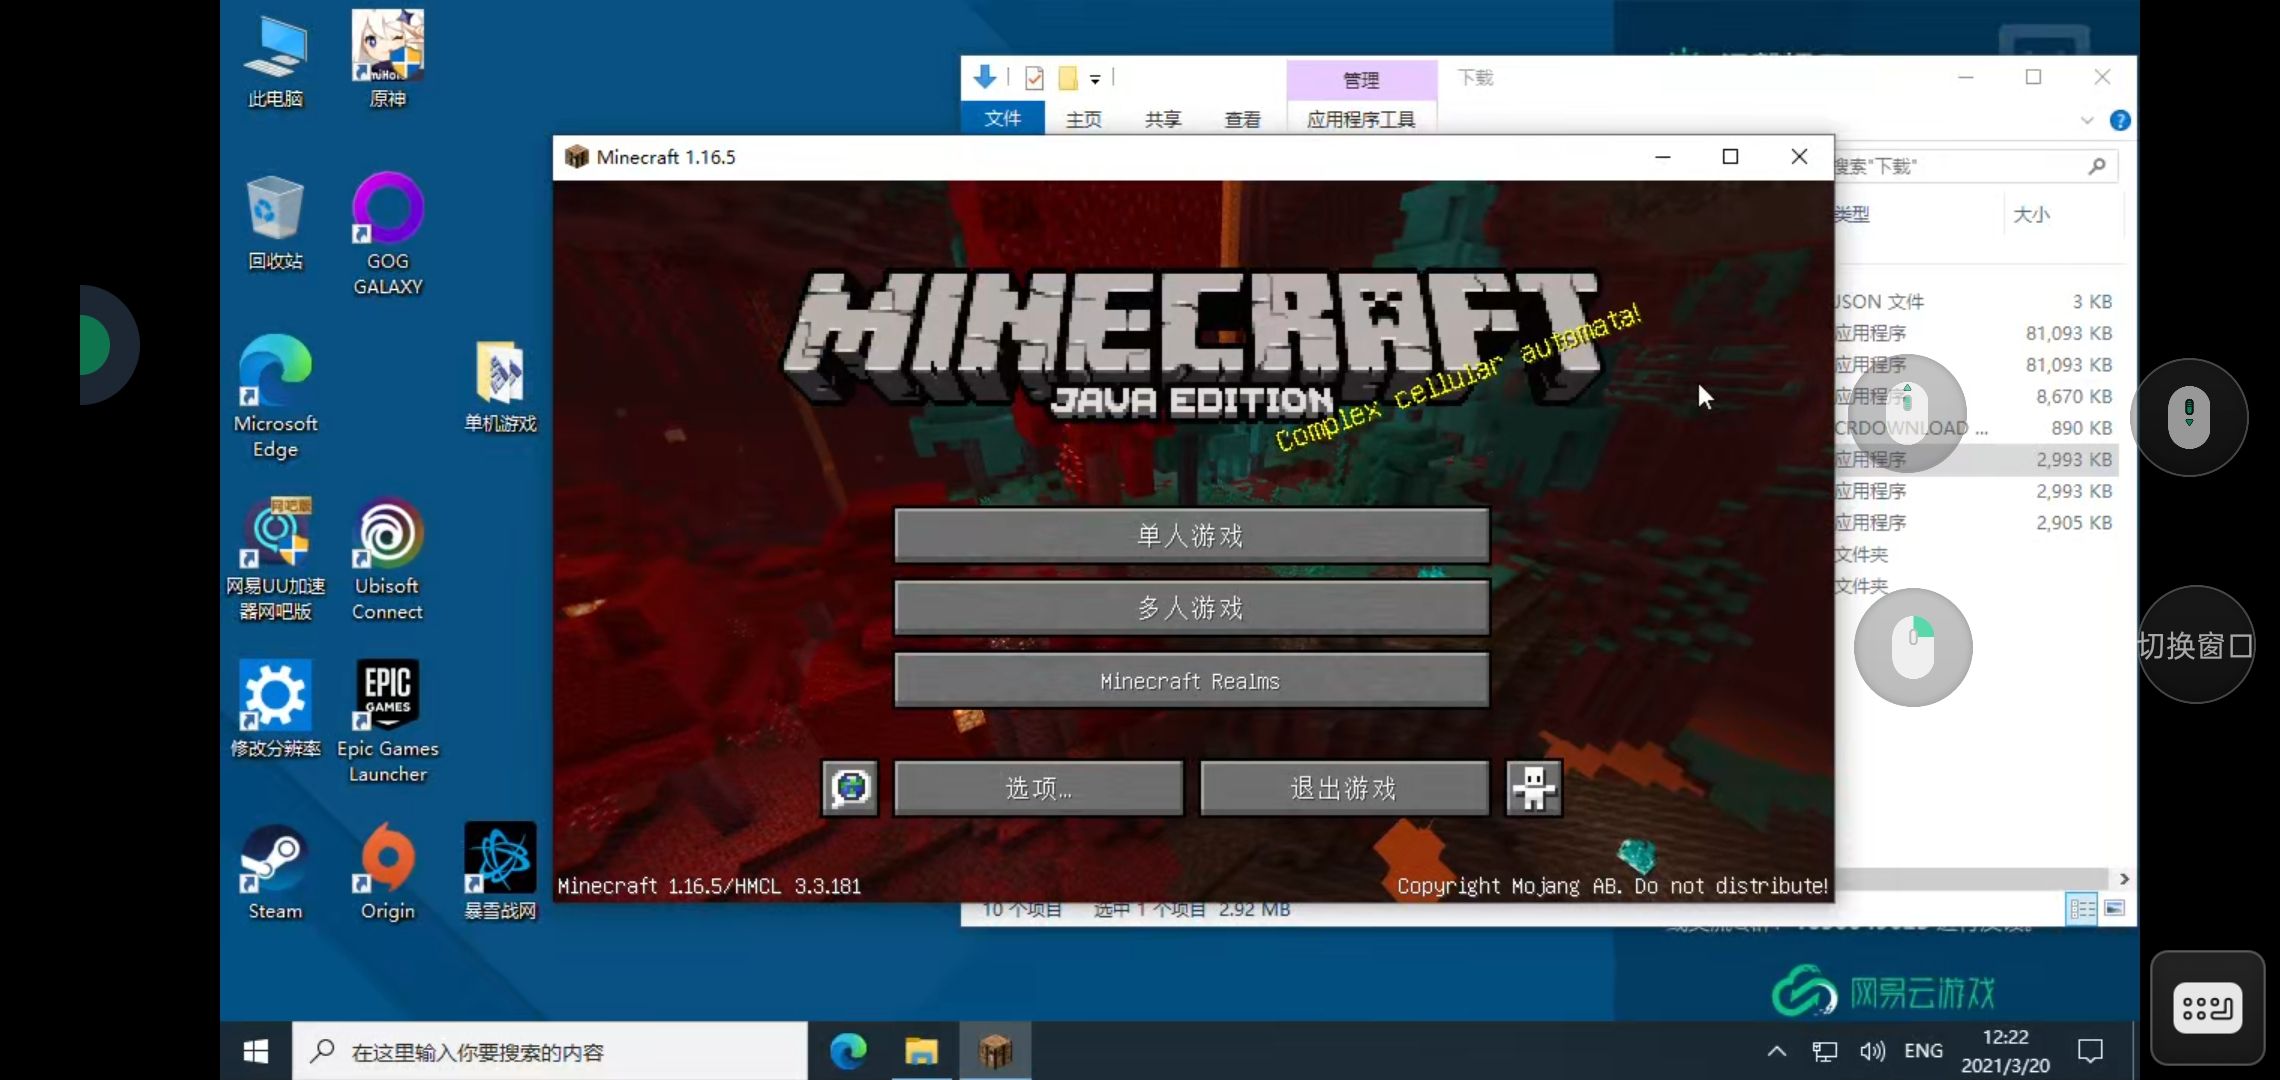 此电脑
原神
回收站
GOG
GALAXY
Microsoft
Edge
单机游戏
网吧版
网易UU加速
器网吧版
Ubisoft
Connect
修改分辨率
EPIC
GAMES
Epic Games
Launcher
Steam
Origin
暴雪战网
管理
下载
文件
主页
共享
查看
应用程序工具
搜索"下载"
类型
大小
JSON 文件
3 KB
应用程序
81,093 KB
应用程序
81,093 KB
应用程序
8,670 KB
CRDOWNLOAD ...
890 KB
应用程序
2,993 KB
应用程序
2,993 KB
应用程序
2,905 KB
文件夹
文件夹
Minecraft 1.16.5
MINECRAFT
JAVA EDITION
Complex cellular automata!
单人游戏
多人游戏
Minecraft Realms
选项...
退出游戏
Minecraft 1.16.5/HMCL 3.3.181
Copyright Mojang AB. Do not distribute!
10 个项目
选中 1 个项目 2.92 MB
切换窗口
网易云游戏
在这里输入你要搜索的内容
ENG
12:22
2021/3/20